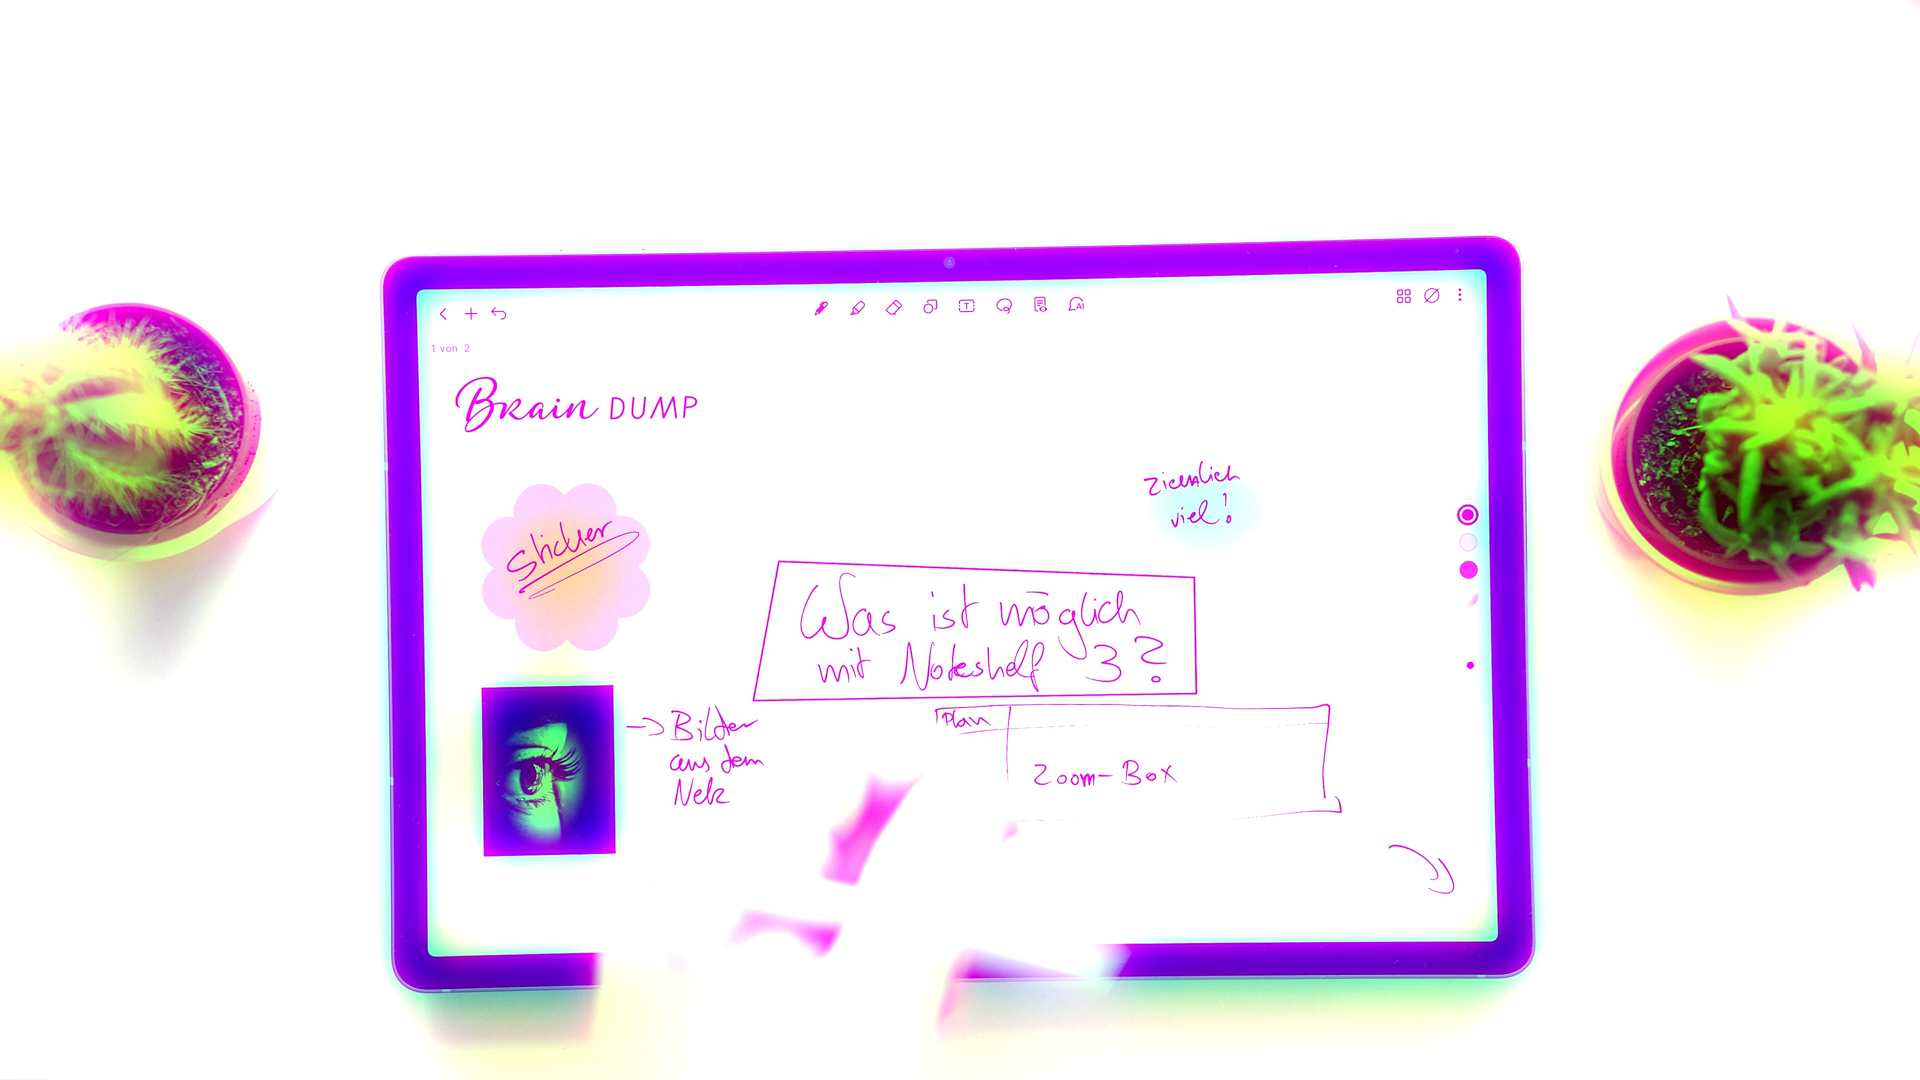 1 von 2
Brain DUMP
ziemlich
viel!
Sticker
Was ist möglich
mit Noteshelf 3?
Plan
Zoom-Box
→ Bilder
aus dem
Netz